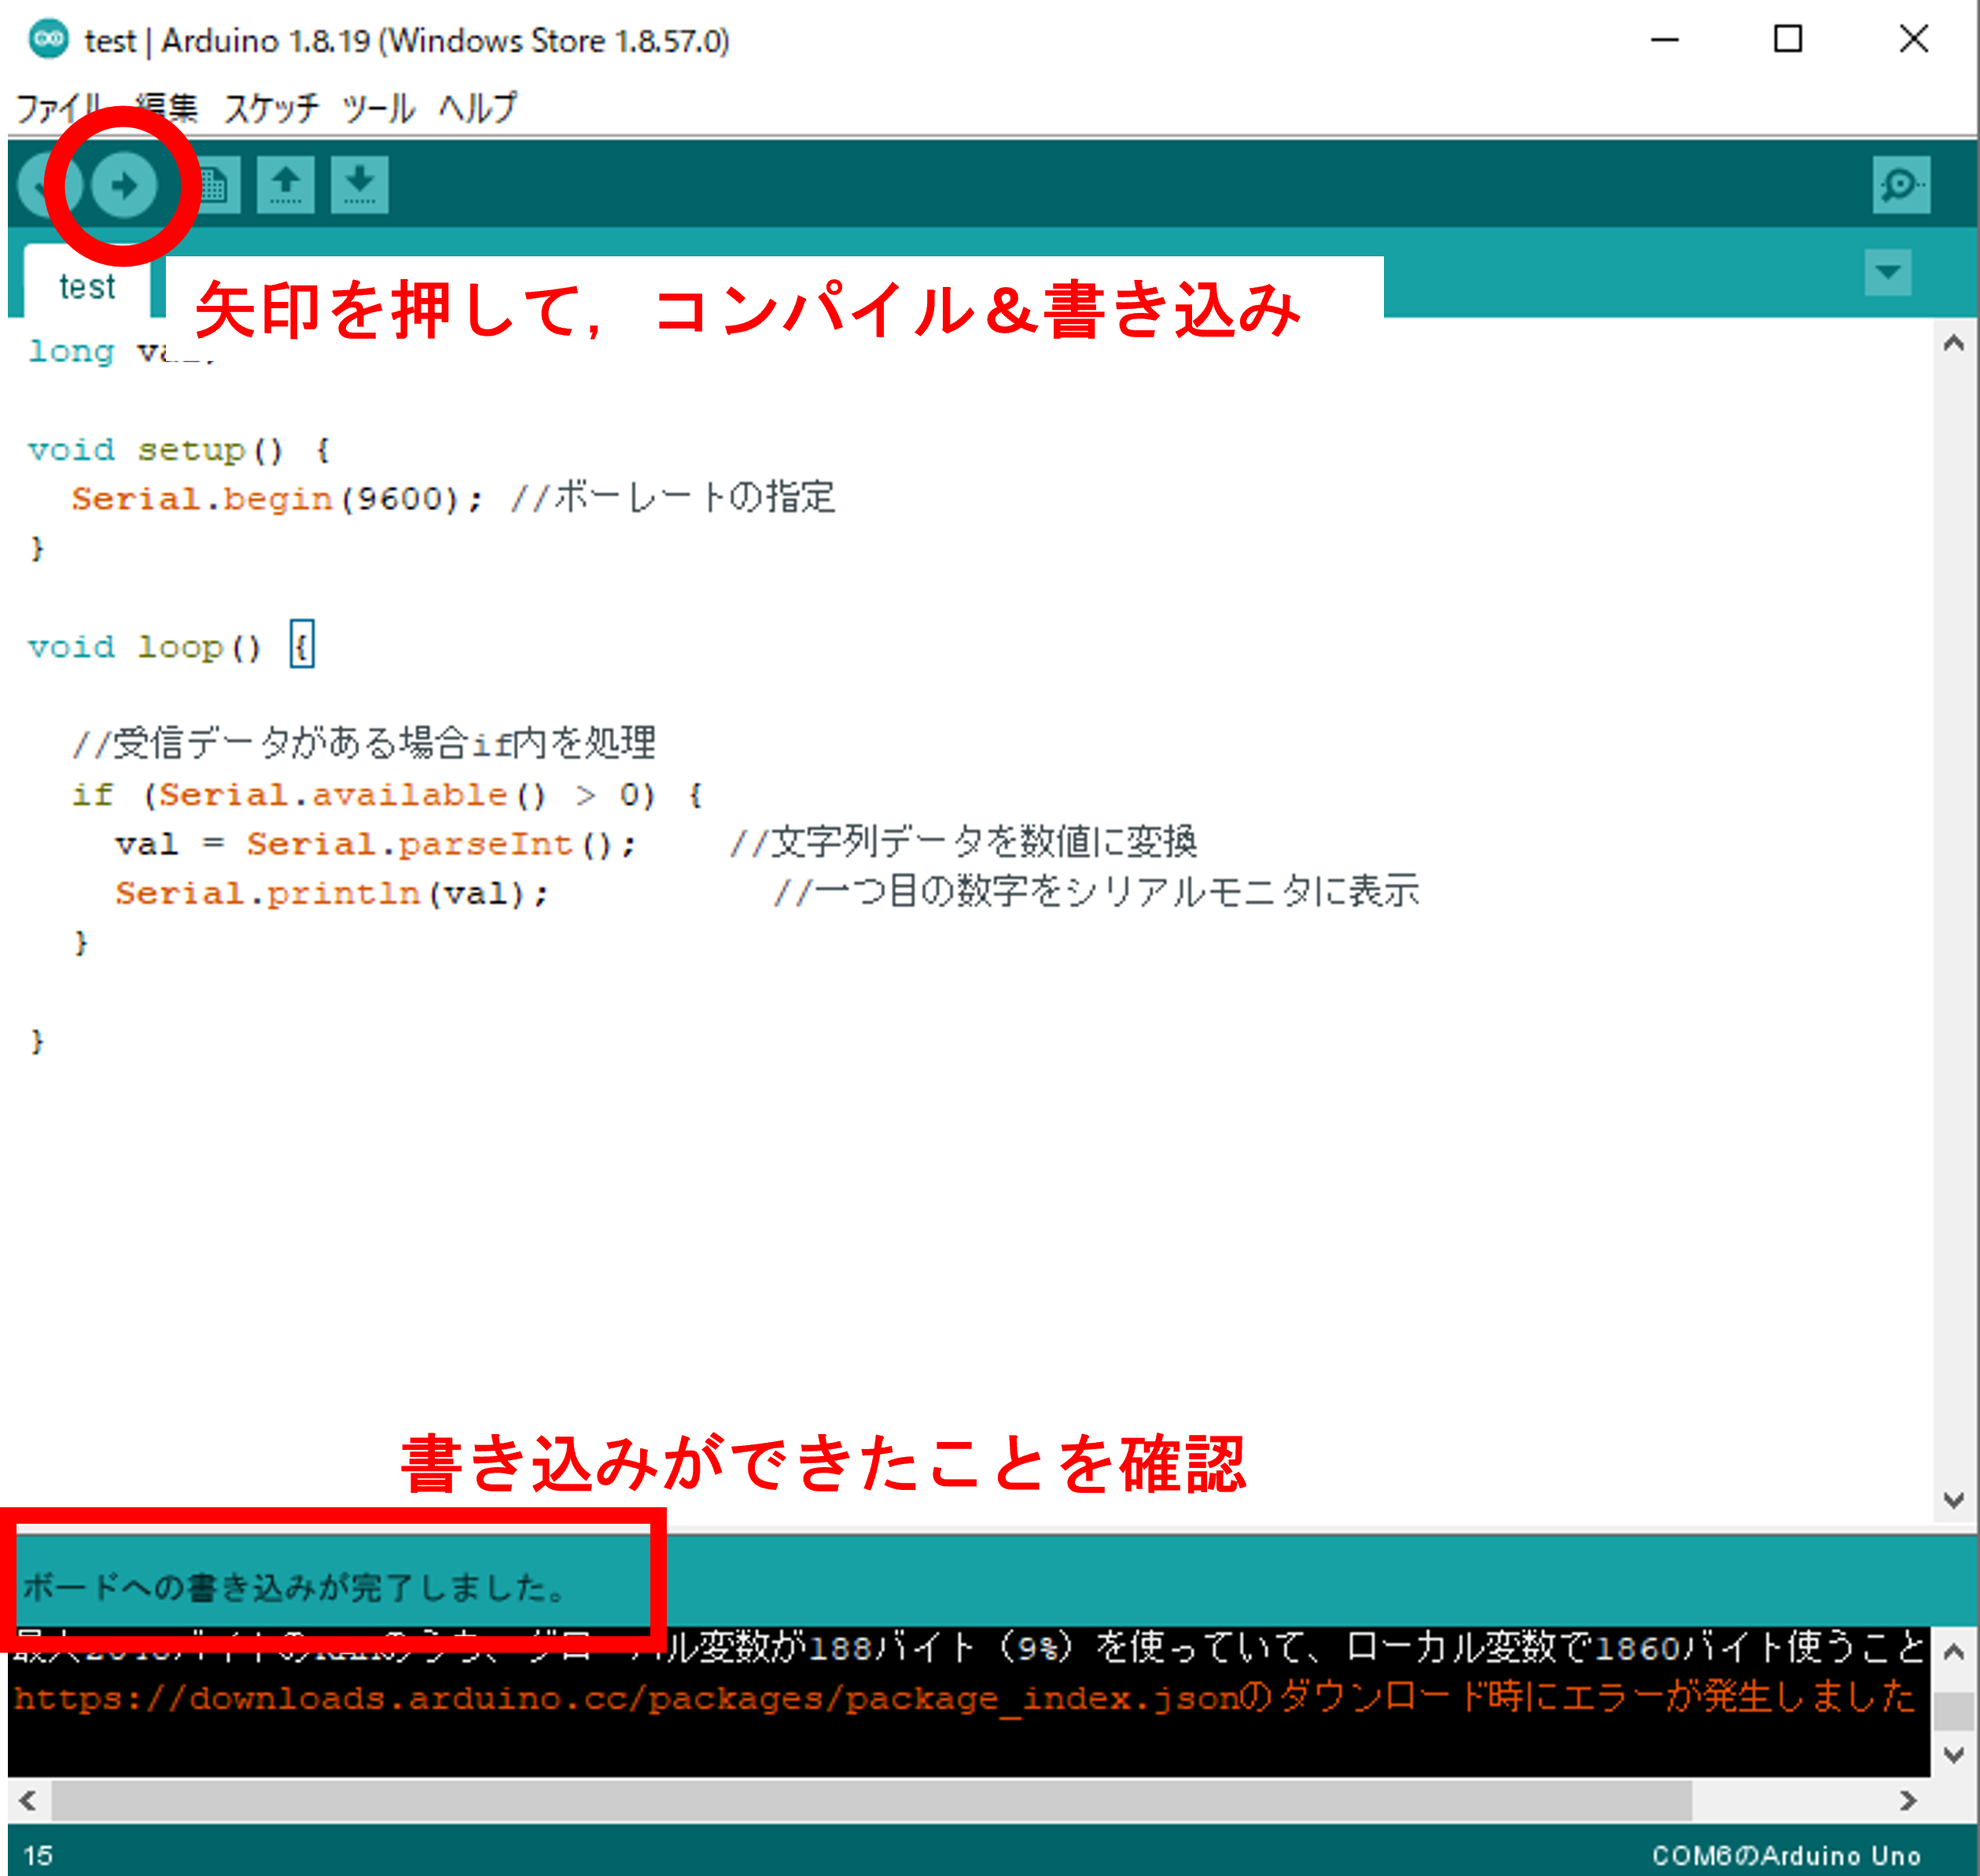 test | Arduino 1.8.19 (Windows Store 1.8.57.0)
ファイル 編集 スケッチ ツール ヘルプ
test
矢印を押して，コンパイル＆書き込み
long
void setup() {
Serial.begin(9600); //ボーレートの指定
}
void loop() {
//受信データがある場合if内を処理
if (Serial.available() > 0) {
val = Serial.parseInt(); //文字列データを数値に変換
Serial.println(val); //一つ目の数字をシリアルモニタに表示
}
}
書き込みができたことを確認
ボードへの書き込みが完了しました。
ル変数が188バイト（9%）を使っていて、ローカル変数で1860バイト使うこと
https://downloads.arduino.cc/packages/package_index.jsonのダウンロード時にエラーが発生しました
15
COM6のArduino Uno